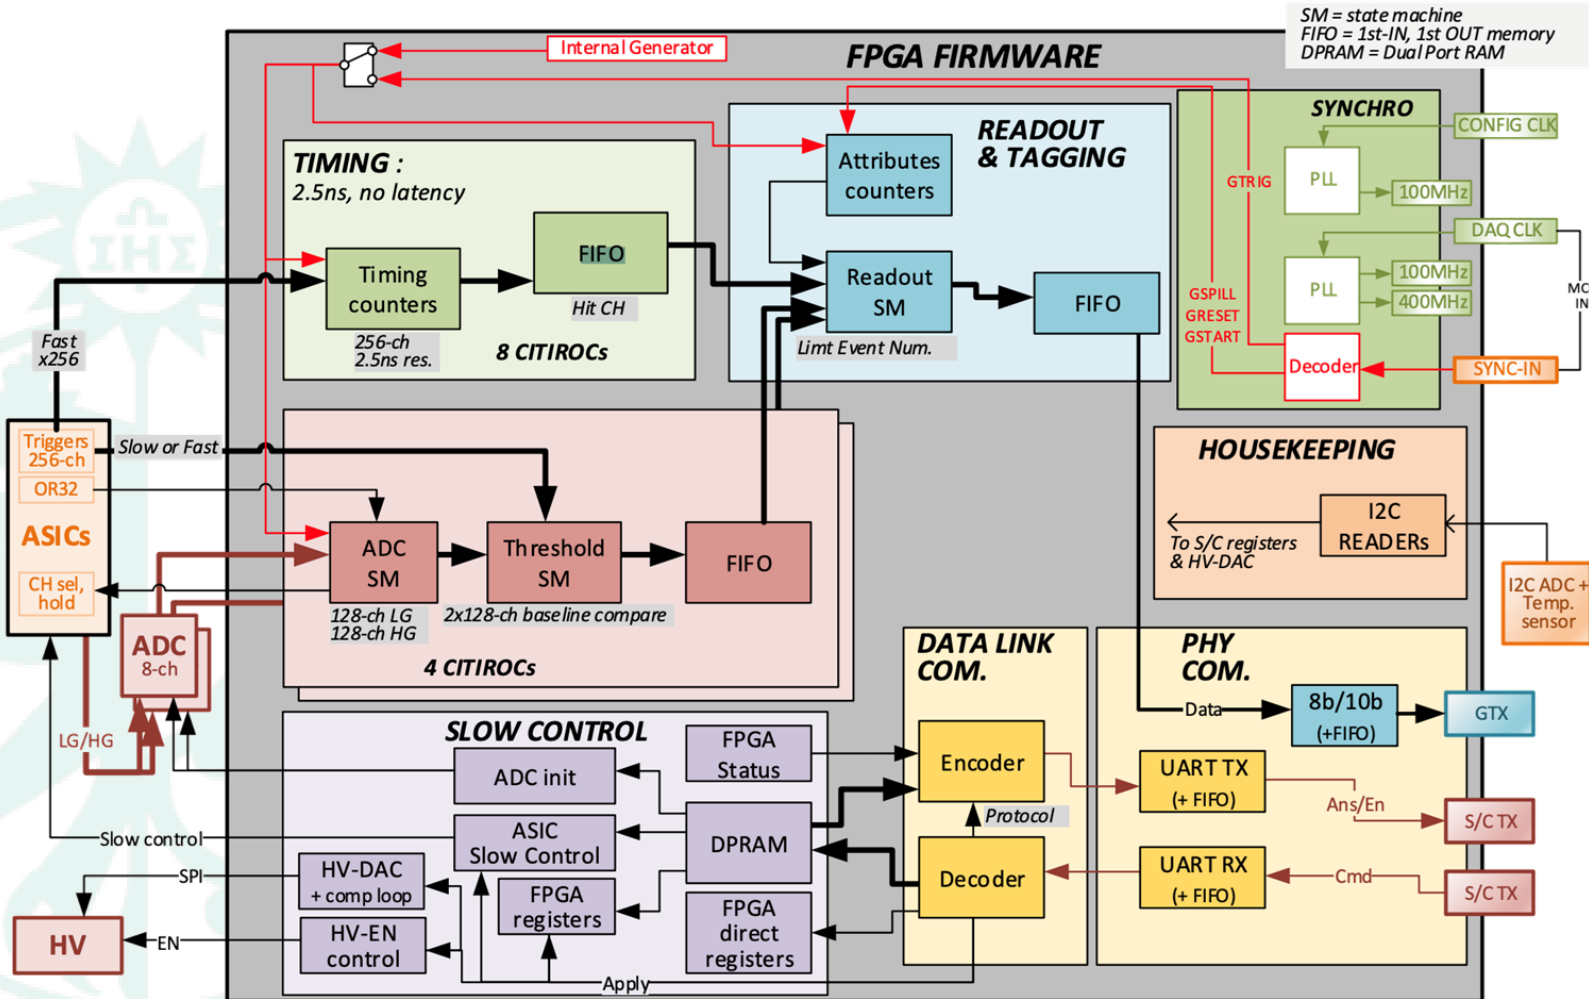 SM = state machine
FIFO = 1st-IN, 1st OUT memory
DPRAM = Dual Port RAM
FPGA FIRMWARE
Internal Generator
TIMING :
2.5ns, no latency
Timing
counters
256-ch
2.5ns res.
FIFO
Hit CH
8 CITIROCs
READOUT
& TAGGING
Attributes
counters
Readout
SM
Limt Event Num.
FIFO
SYNCHRO
CONFIG CLK
PLL
100MHz
DAQ CLK
PLL
100MHz
400MHz
MC
IN
GTRIG
GSPILL
GRESET
GSTART
Decoder
SYNC-IN
Fast
x256
Triggers
256-ch
OR32
ASICs
CH sel,
hold
Slow or Fast
ADC
SM
128-ch LG
128-ch HG
Threshold
SM
2x128-ch baseline compare
FIFO
4 CITIROCs
ADC
8-ch
LG/HG
HOUSEKEEPING
I2C
READERs
To S/C registers
& HV-DAC
I2C ADC +
Temp.
sensor
SLOW CONTROL
ADC init
FPGA
Status
ASIC
Slow Control
DPRAM
HV-DAC
+ comp loop
FPGA
registers
HV-EN
control
FPGA
direct
registers
Slow control
SPI
EN
HV
Apply
DATA LINK
COM.
Encoder
Protocol
Decoder
PHY
COM.
Data
8b/10b
(+FIFO)
GTX
UART TX
(+ FIFO)
Ans/En
S/C TX
UART RX
(+ FIFO)
Cmd
S/C TX
ΙΗΣ